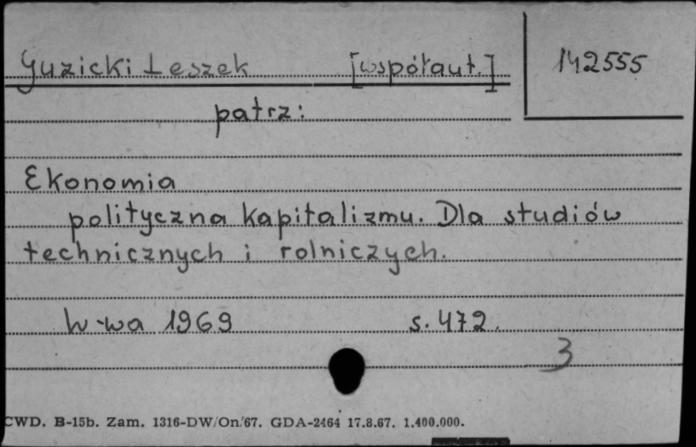 Guzicki Leszek [współaut.] 142555
patrz:
Ekonomia
polityczna kapitalizmu. Dla studiów
technicznych i rolniczych.
W-wa 1969 s. 472.
3
CWD. B-15b. Zam. 1316-DW/On/67. GDA-2464 17.8.67. 1.400.000.